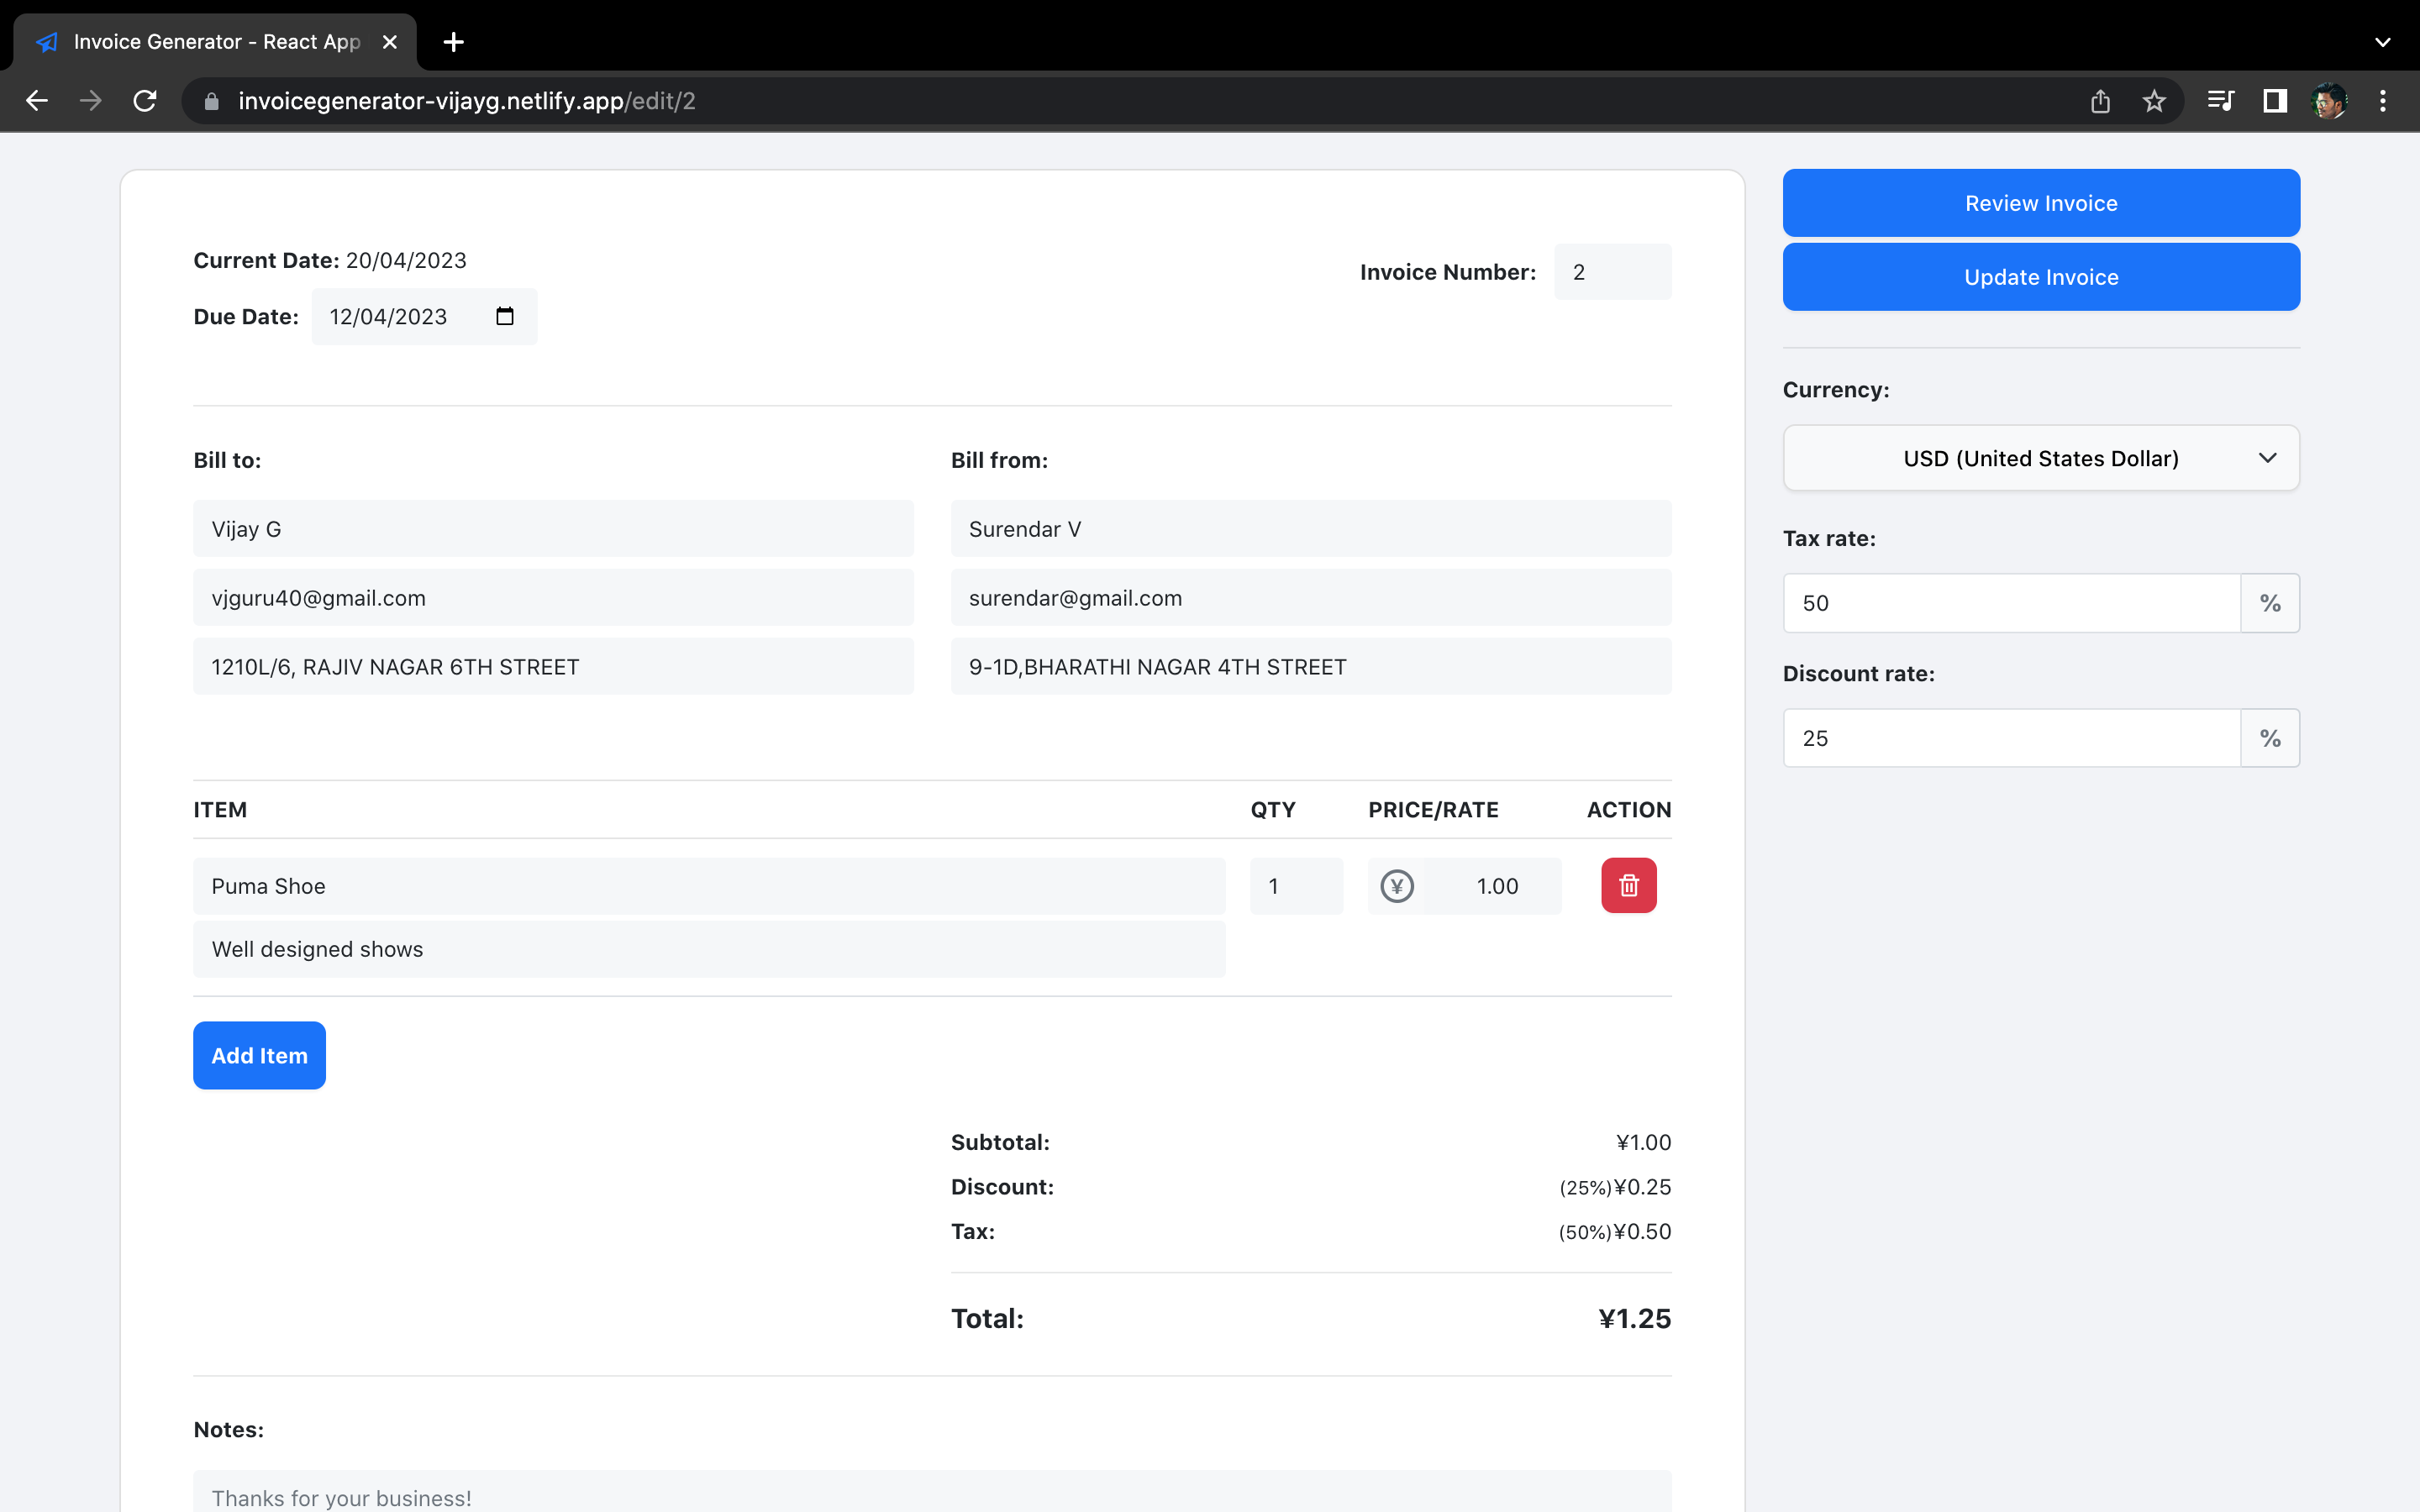 Invoice Generator - React App
invoicegenerator-vijayg.netlify.app/edit/2
Review Invoice
Update Invoice
Current Date: 20/04/2023
Invoice Number: 2
Due Date: 12/04/2023
Currency:
USD (United States Dollar)
Tax rate:
50 %
Discount rate:
25 %
Bill to:
Vijay G
vjguru40@gmail.com
1210L/6, RAJIV NAGAR 6TH STREET
Bill from:
Surendar V
surendar@gmail.com
9-1D,BHARATHI NAGAR 4TH STREET
ITEM QTY PRICE/RATE ACTION
Puma Shoe 1 ¥ 1.00
Well designed shows
Add Item
Subtotal: ¥1.00
Discount: (25%)¥0.25
Tax: (50%)¥0.50
Total: ¥1.25
Notes:
Thanks for your business!